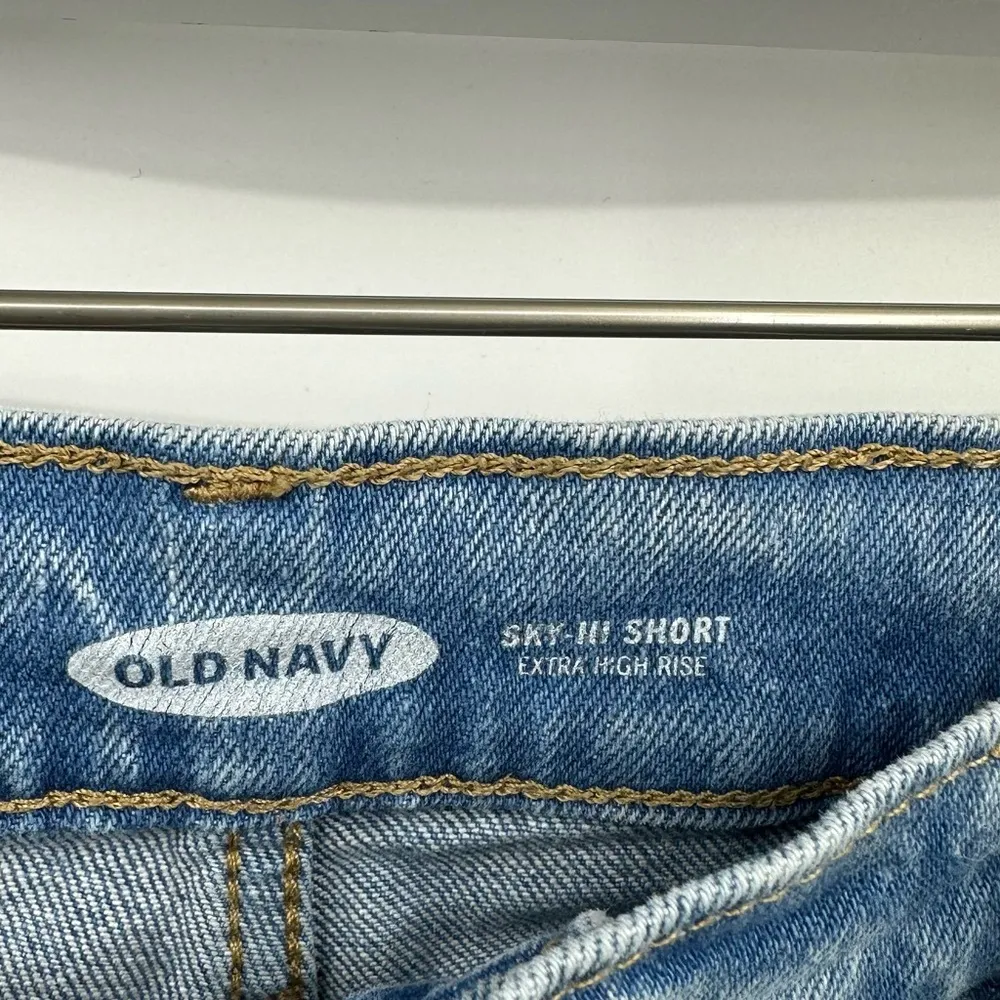 OLD NAVY
SKY-HI SHORT
EXTRA HIGH RISE